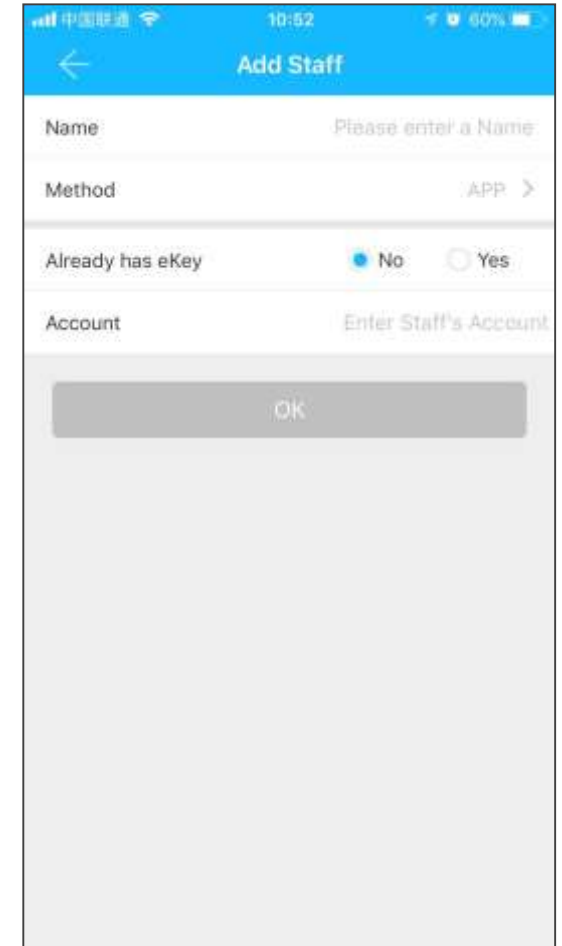 中国联通 10:52 60%
Add Staff
Name Please enter a Name
Method APP
Already has eKey No Yes
Account Enter Staff's Account
OK